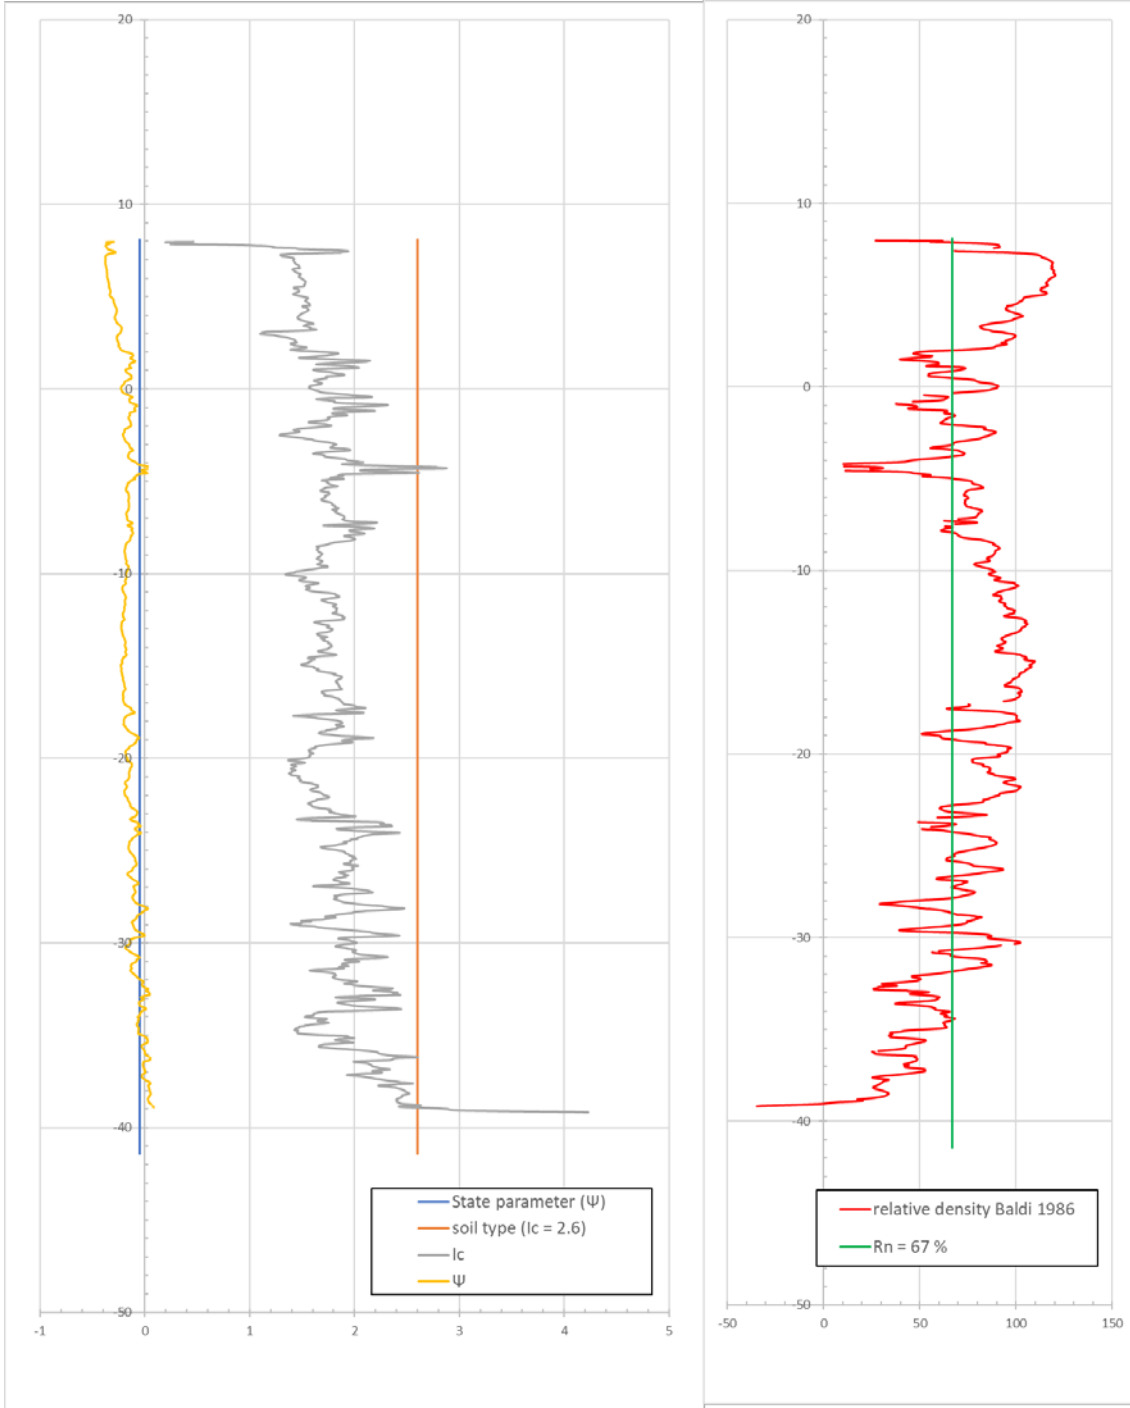 20
10
0
-10
-20
-30
-40
-50
-1 0 1 2 3 4 5
State parameter (Ψ)
soil type (Ic = 2.6)
Ic
Ψ
20
10
0
-10
-20
-30
-40
-50
-50 0 50 100 150
relative density Baldi 1986
Rn = 67 %